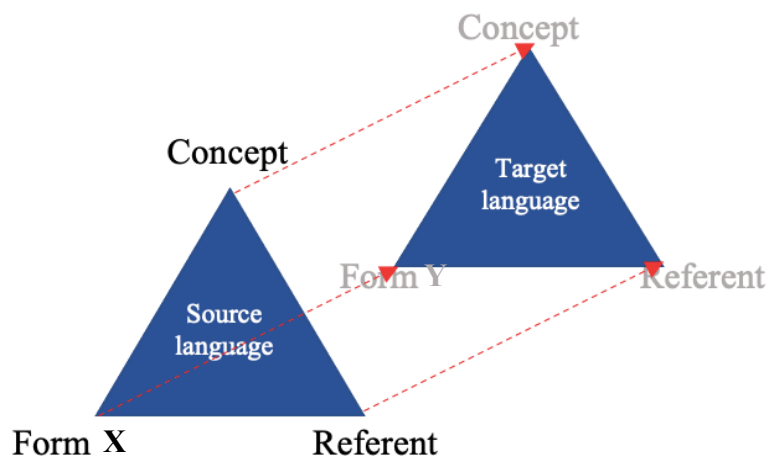 Concept
Concept
Target
language
Form Y
Referent
Source
language
Form X
Referent